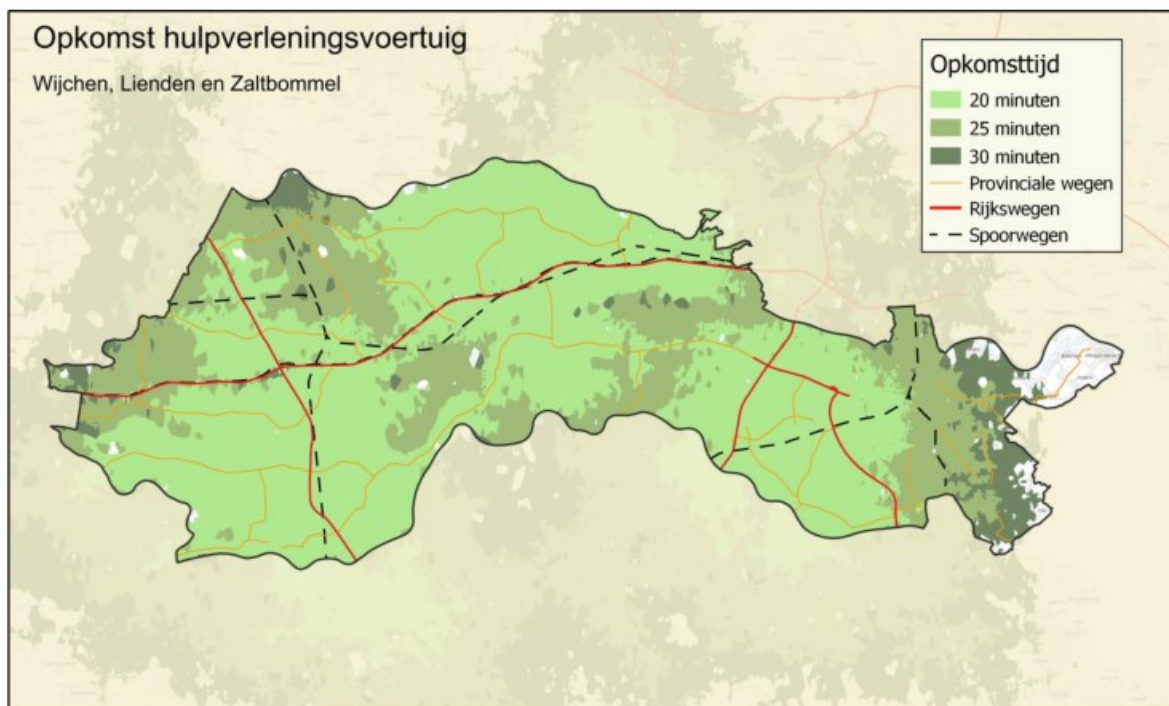 Opkomst hulpverleningsvoertuig
Wijchen, Lienden en Zaltbommel
Opkomsttijd
20 minuten
25 minuten
30 minuten
Provinciale wegen
Rijkswegen
Spoorwegen